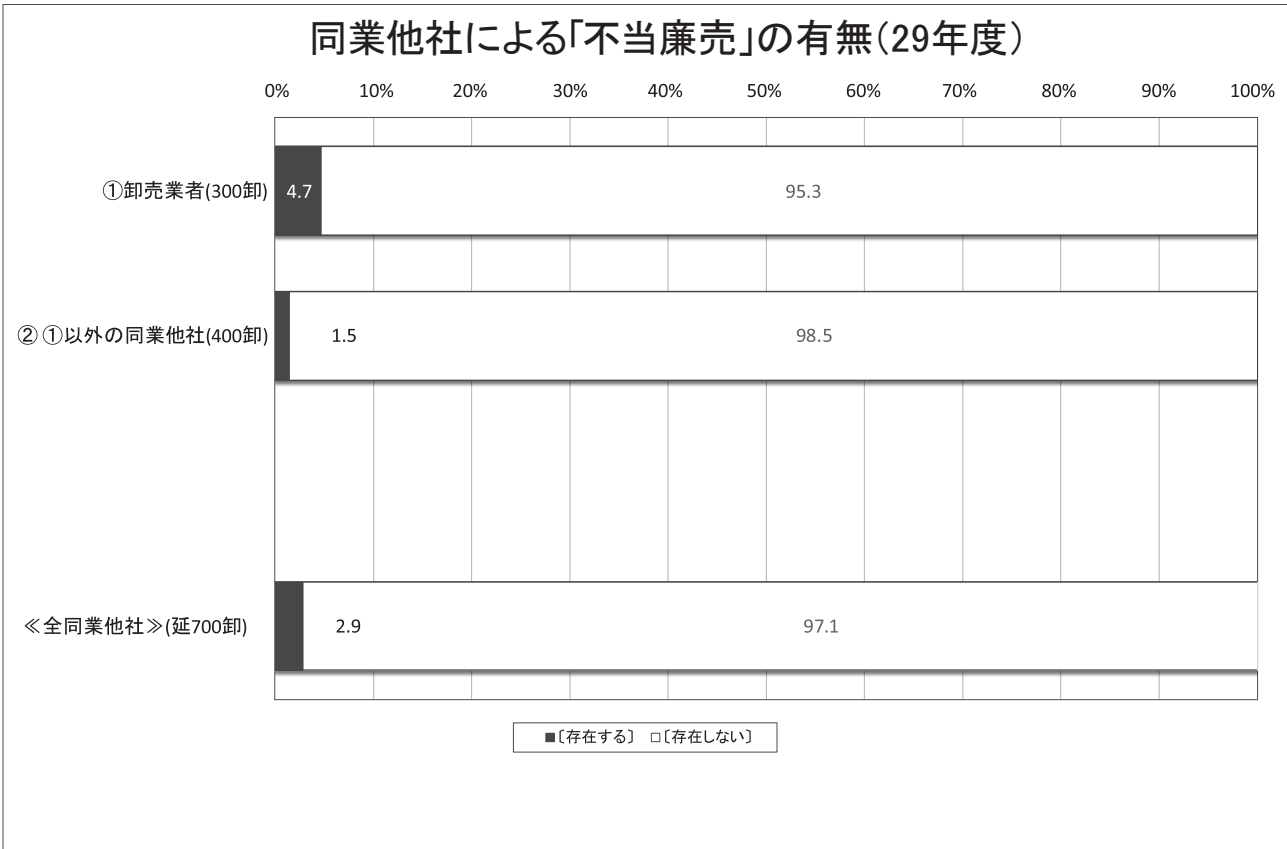 同業他社による「不当廉売」の有無(29年度)
0% 10% 20% 30% 40% 50% 60% 70% 80% 90% 100%
①卸売業者(300卸) 4.7 95.3
② ①以外の同業他社(400卸) 1.5 98.5
≪全同業他社≫(延700卸) 2.9 97.1
■〔存在する〕 □〔存在しない〕